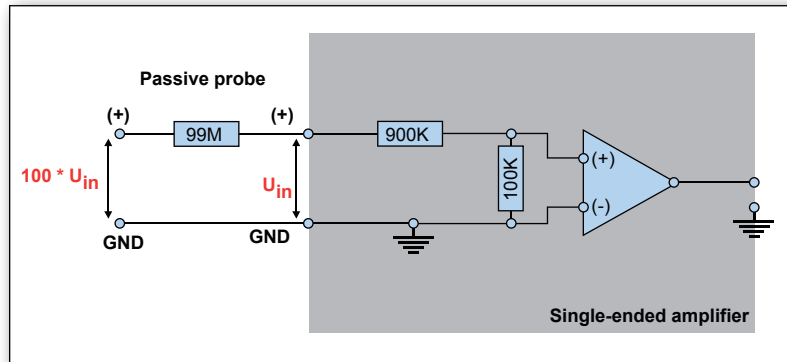 Passive probe
(+)
99M
(+)
900K
100K
(+)
(-)
100 * Uin
Uin
GND
GND
Single-ended amplifier